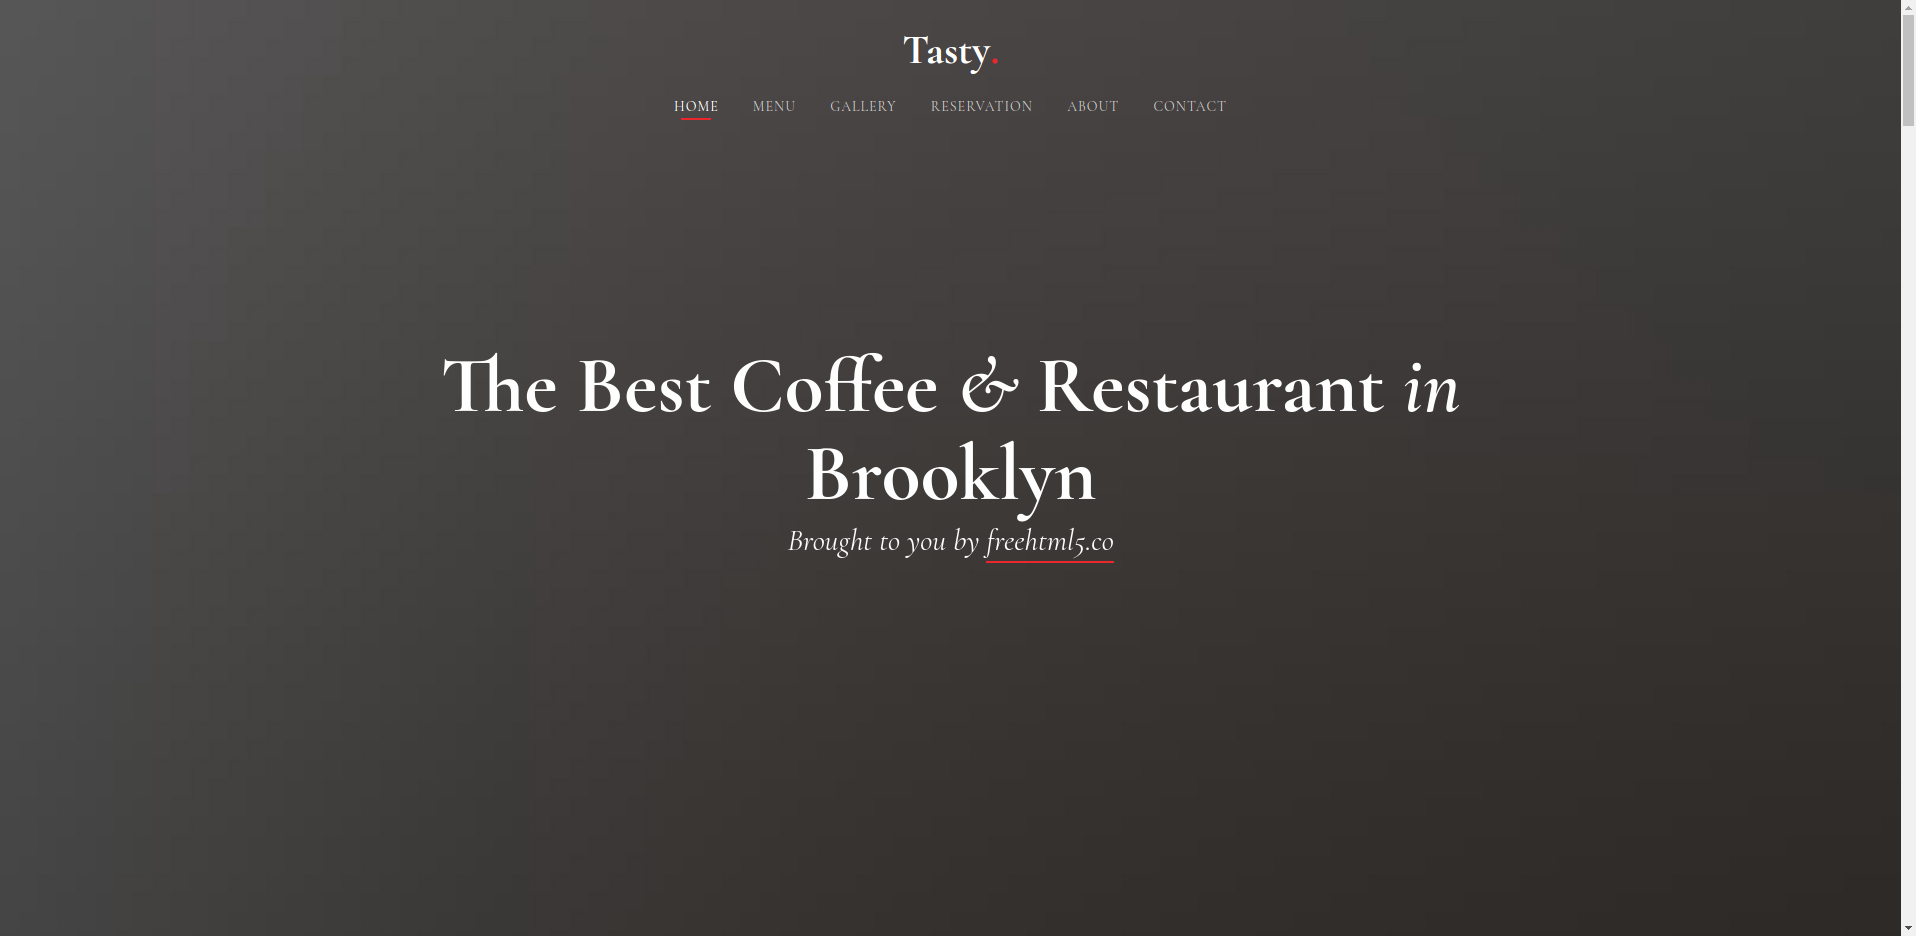 Tasty.
HOME MENU GALLERY RESERVATION ABOUT CONTACT
The Best Coffee & Restaurant in
Brooklyn
Brought to you by freehtml5.co